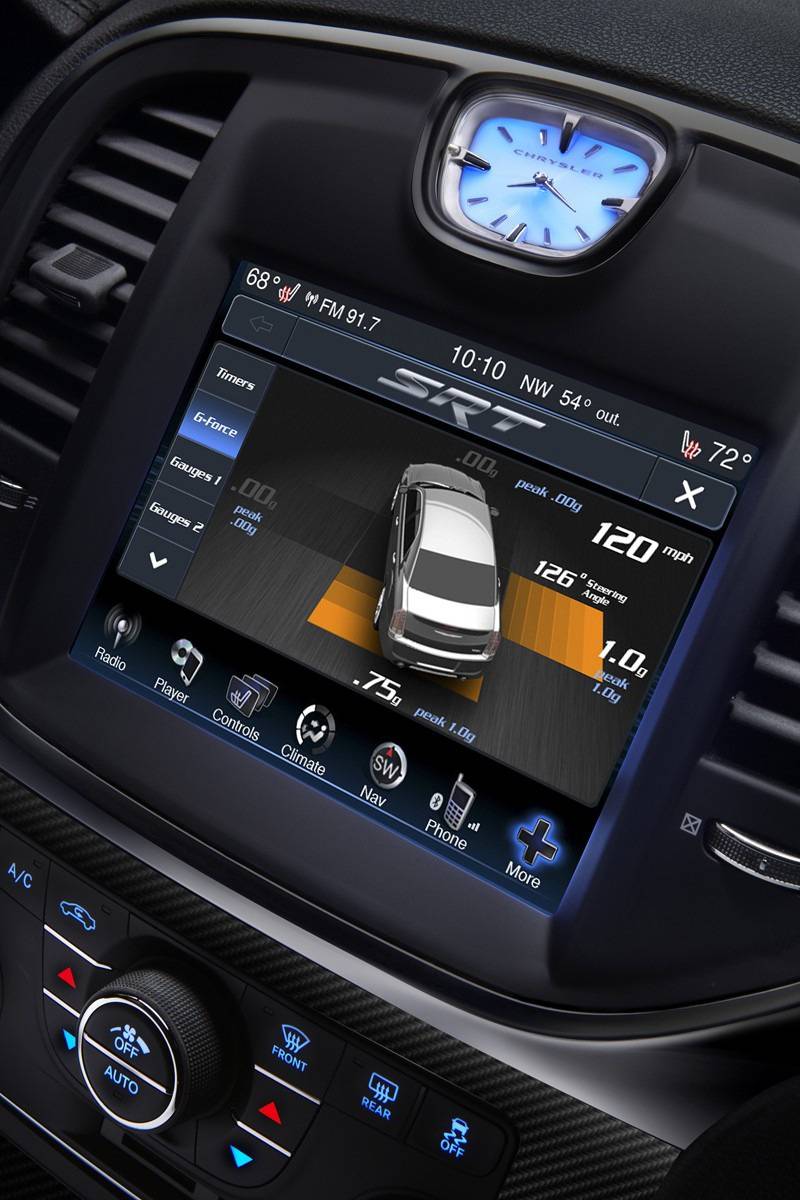 CHRYSLER
68°
FM 91.7
10:10
NW 54° out.
72°
SRT
X
Timers
G-Force
Gauges 1
Gauges 2
.00g
peak .00g
.00g
peak
.00g
120 mph
126° Steering
Angle
1.0g
peak
1.0g
.75g
peak 1.0g
Radio
Player
Controls
Climate
SW
Nav
Phone
More
A/C
OFF
AUTO
FRONT
REAR
OFF